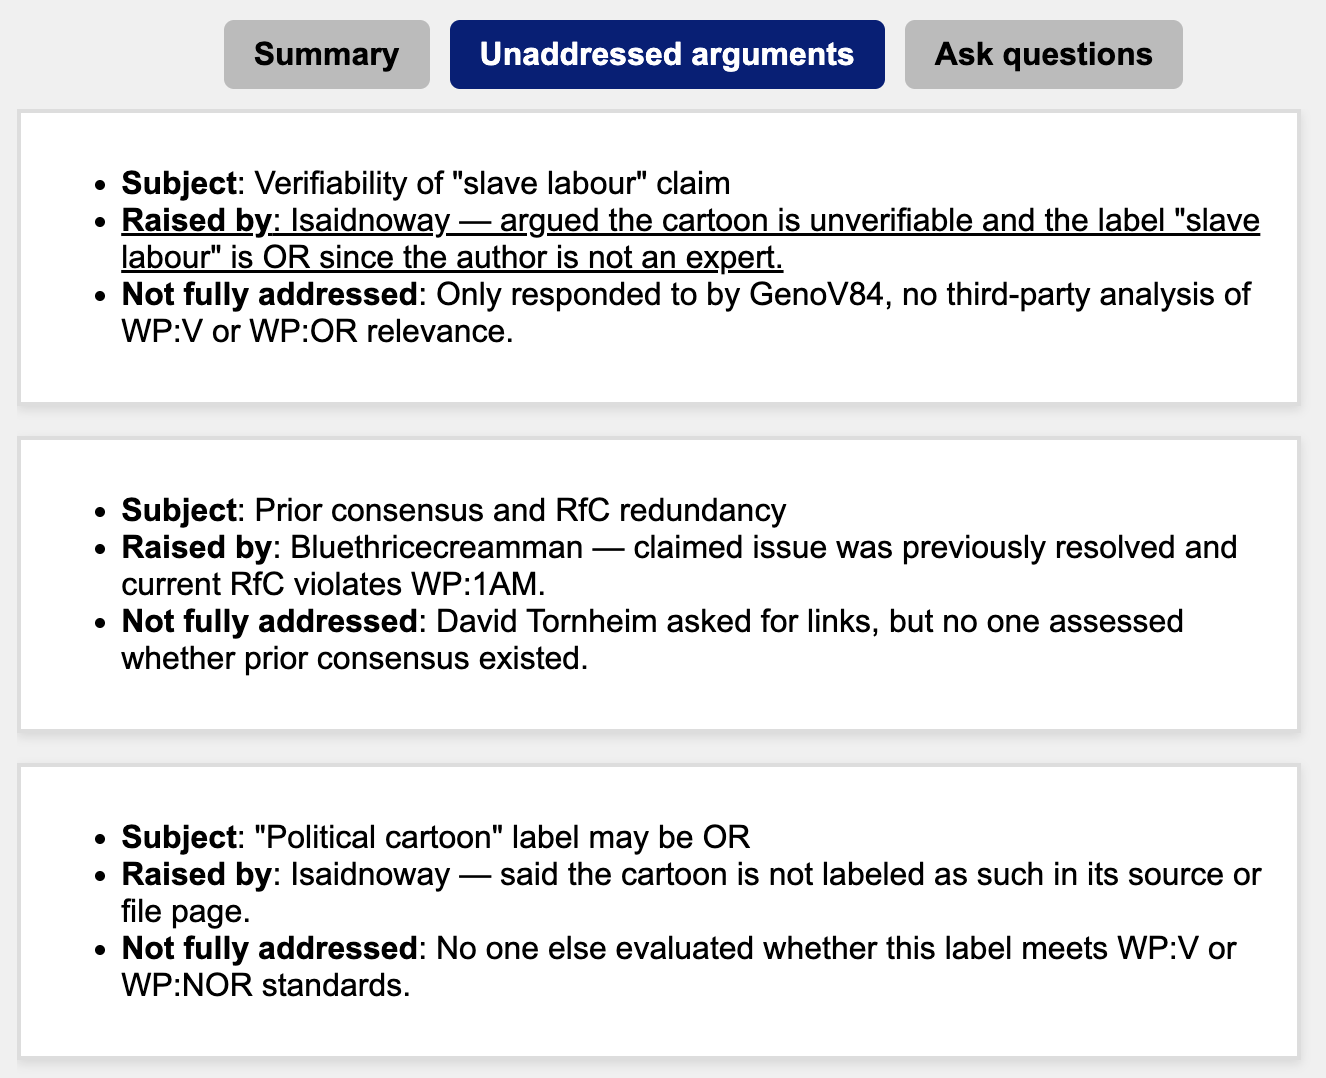 Summary
Unaddressed arguments
Ask questions
• Subject: Verifiability of "slave labour" claim
• Raised by: Isaidnoway — argued the cartoon is unverifiable and the label "slave
labour" is OR since the author is not an expert.
• Not fully addressed: Only responded to by GenoV84, no third-party analysis of
WP:V or WP:OR relevance.
• Subject: Prior consensus and RfC redundancy
• Raised by: Bluethricecreamman — claimed issue was previously resolved and
current RfC violates WP:1AM.
• Not fully addressed: David Tornheim asked for links, but no one assessed
whether prior consensus existed.
• Subject: "Political cartoon" label may be OR
• Raised by: Isaidnoway — said the cartoon is not labeled as such in its source or
file page.
• Not fully addressed: No one else evaluated whether this label meets WP:V or
WP:NOR standards.